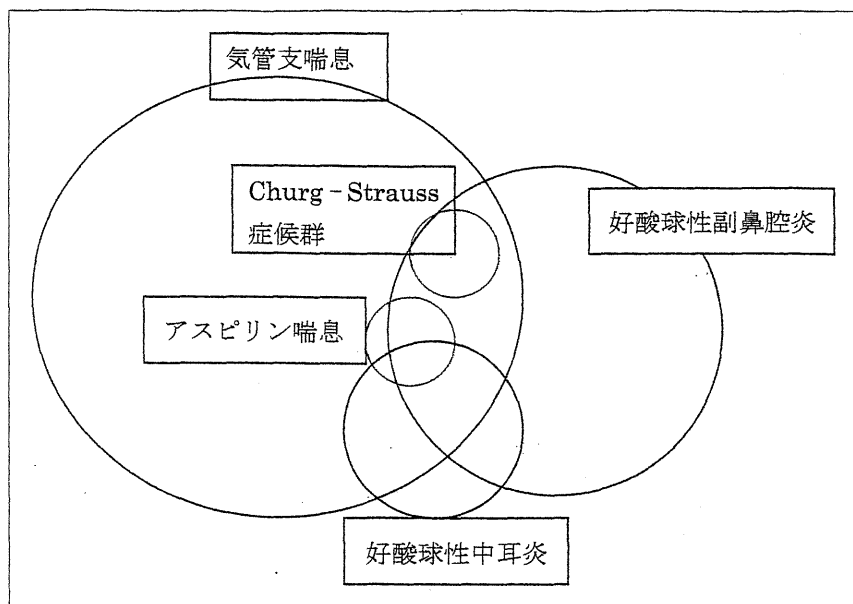 気管支喘息
Churg－Strauss
症候群
好酸球性副鼻腔炎
アスピリン喘息
好酸球性中耳炎